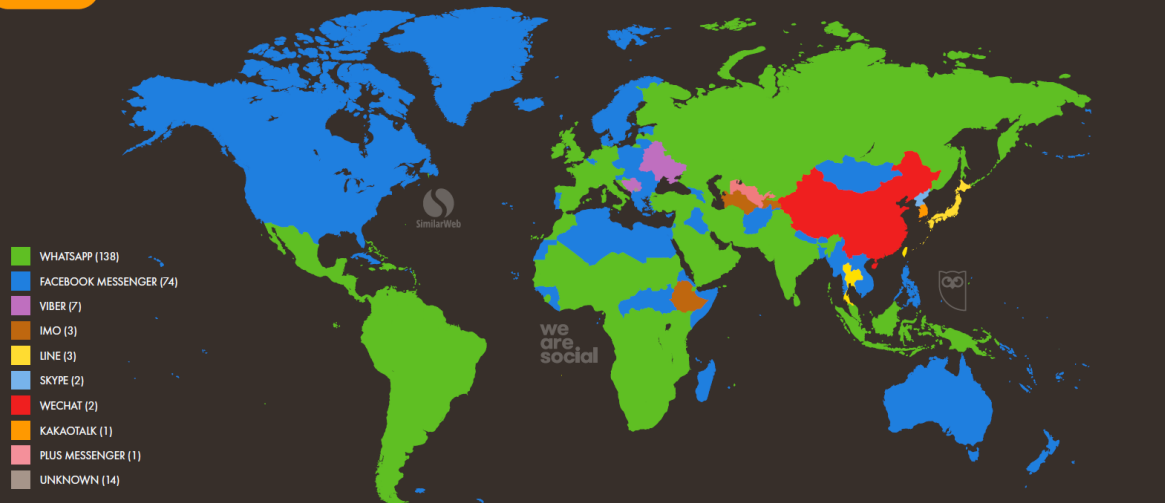 SimilarWeb
WHATSAPP (138)
FACEBOOK MESSENGER (74)
VIBER (7)
IMO (3)
LINE (3)
SKYPE (2)
WECHAT (2)
KAKAOTALK (1)
PLUS MESSENGER (1)
UNKNOWN (14)
we
are
social